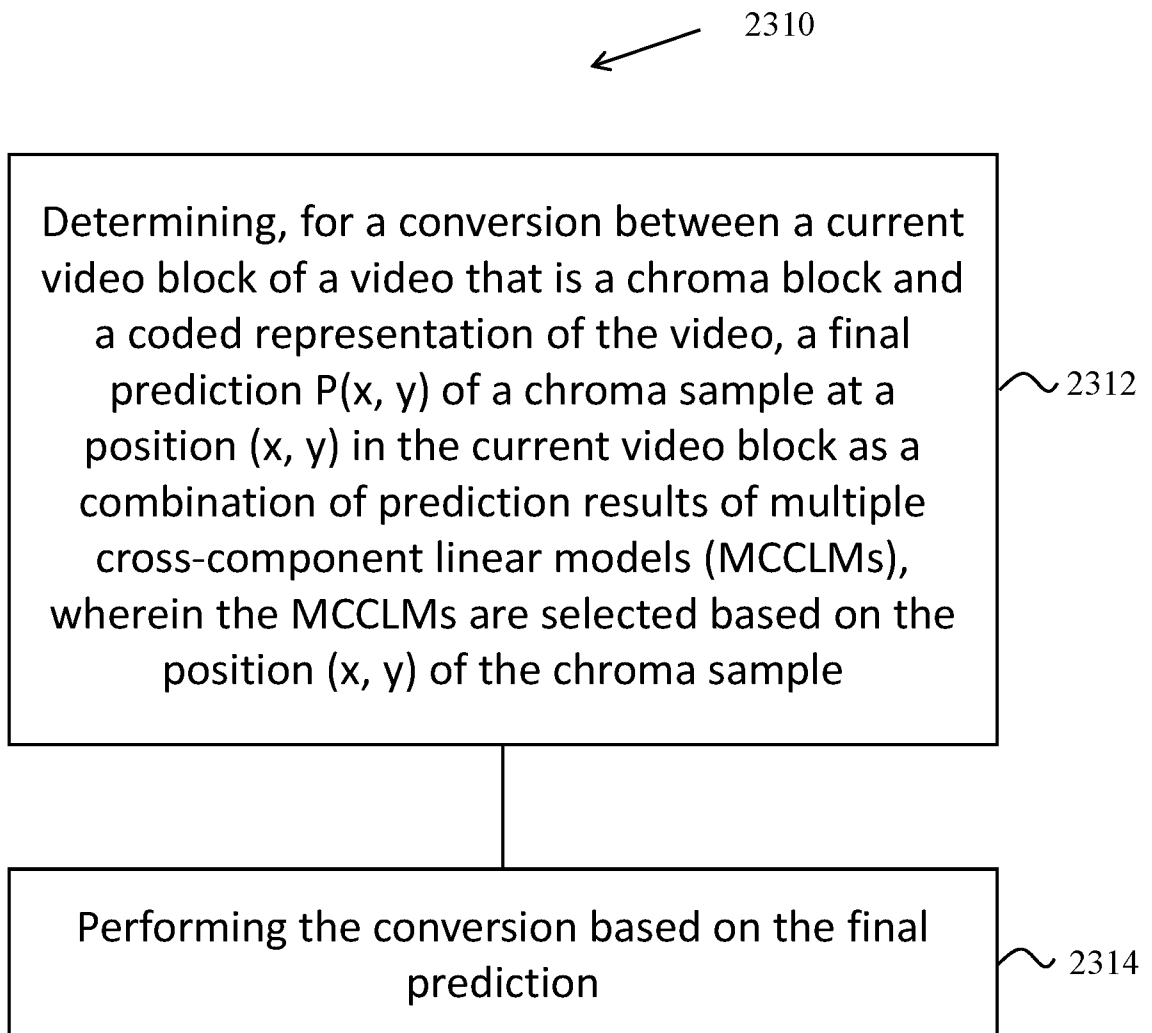 2310
Determining, for a conversion between a current
video block of a video that is a chroma block and
a coded representation of the video, a final
prediction P(x, y) of a chroma sample at a
position (x, y) in the current video block as a
combination of prediction results of multiple
cross-component linear models (MCCLMs),
wherein the MCCLMs are selected based on the
position (x, y) of the chroma sample
2312
Performing the conversion based on the final
prediction
2314